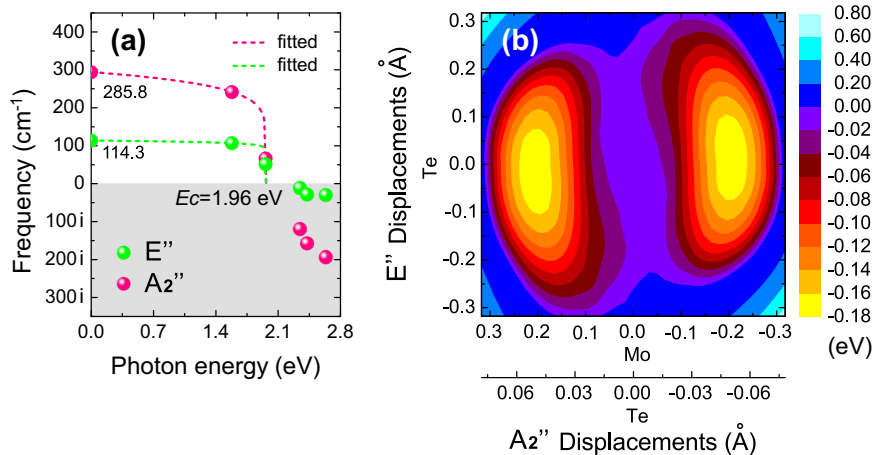 (a)
fitted
fitted
Frequency (cm⁻¹)
400
300
200
100
0
100 i
200 i
300 i
285.8
114.3
Ec=1.96 eV
E’’
A₂’’
0.0 0.7 1.4 2.1 2.8
Photon energy (eV)
(b)
E’’ Displacements (Å)
Te
0.3
0.2
0.1
0.0
-0.1
-0.2
-0.3
0.3 0.2 0.1 0.0 -0.1 -0.2 -0.3
Mo
0.06 0.03 0.00 -0.03 -0.06
Te
A₂’’ Displacements (Å)
0.80
0.60
0.40
0.20
0.00
-0.02
-0.04
-0.06
-0.08
-0.10
-0.12
-0.14
-0.16
-0.18
(eV)